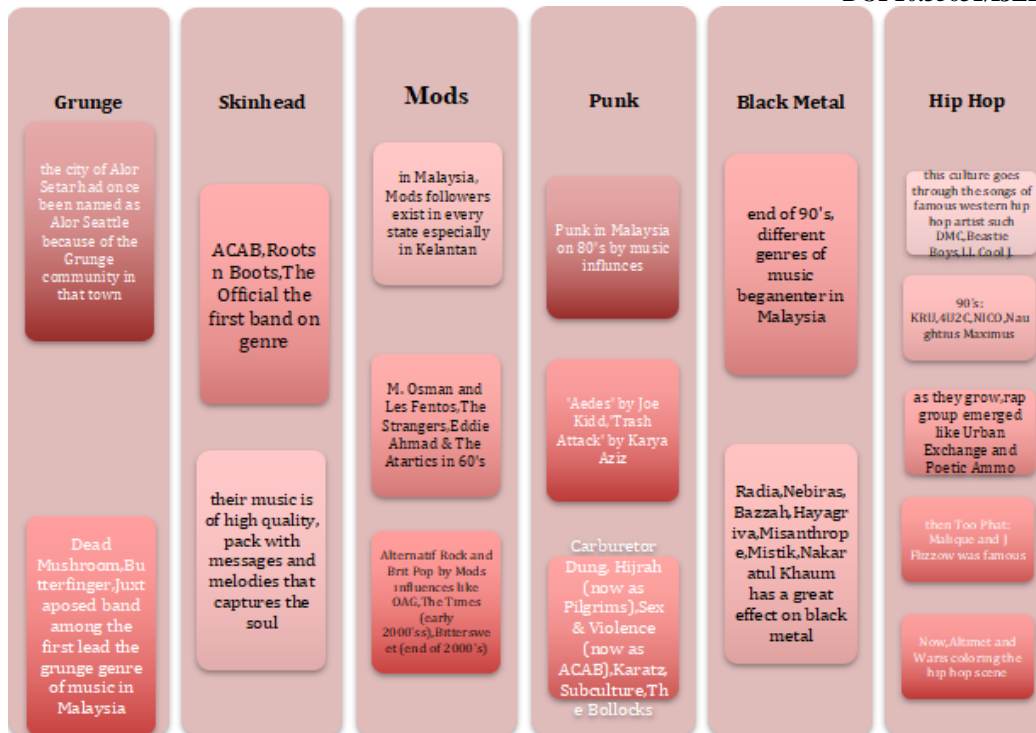 Grunge
the city of Alor
Setar had once
been named as
Alor Seattle
because of the
Grunge
community in
that town
Dead
Mushroom,Bu
tterfinger,Juxt
aposed band
among the
first lead the
grunge genre
of music in
Malaysia
Skinhead
ACAB,Roots
n Boots,The
Official the
first band on
genre
their music is
of high quality,
pack with
messages and
melodies that
captures the
soul
Mods
in Malaysia,
Mods followers
exist in every
state especially
in Kelantan
M. Osman and
Les Fentos,The
Strangers,Eddie
Ahmad & The
Atartics in 60's
Alternatif Rock and
Brit Pop by Mods
influences like
OAG,The Times
(early
2000'ss),Bittersw
et (end of 2000's)
Punk
Punk in Malaysia
on 80's by music
influnces
'Aedes' by Joe
Kidd,'Trash
Attack' by Karya
Aziz
Carburetor
Dung, Hijrah
(now as
Pilgrims),Sex
& Violence
(now as
ACAB),Karatz,
Subculture,Th
e Bollocks
Black Metal
end of 90's,
different
genres of
music
beganenter in
Malaysia
Radia,Nebiras,
Bazzah,Hayagr
iva,Misanthrop
e,Mistik,Nakar
atul Khaum
has a great
effect on black
metal
Hip Hop
this culture goes
through the songs of
famous western hip
hop artist such
DMC,Beastie
Boys,LL Cool J.
90's:
KRU,4U2C,NICO,Nau
ghtius Maximus
as they grow,rap
group emerged
like Urban
Exchange and
Poetic Ammo
then Too Phat:
Malique and J
Flizzow was famous
Now,Altimet and
Waris coloring the
hip hop scene